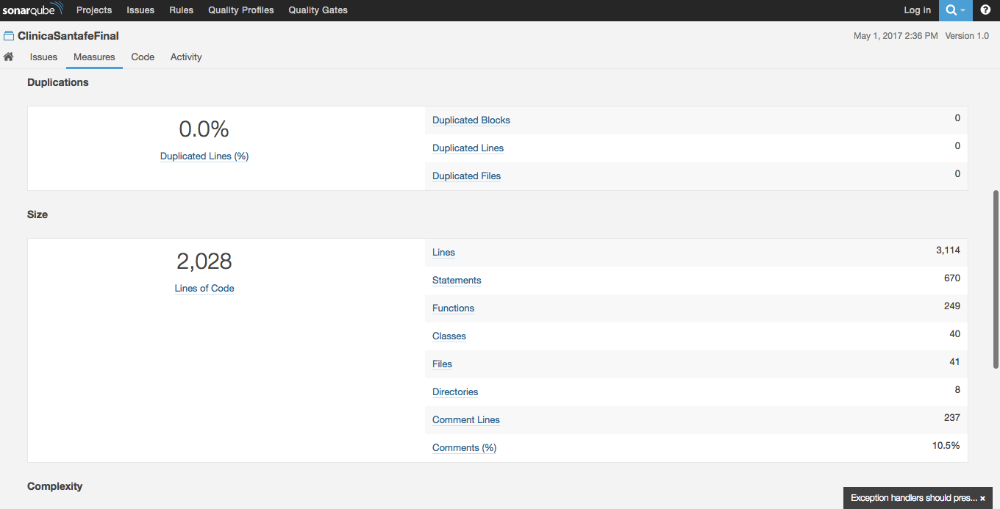 sonarqube Projects Issues Rules Quality Profiles Quality Gates Log in
ClinicaSantafeFinal May 1, 2017 2:36 PM Version 1.0
Issues Measures Code Activity
Duplications
0.0%
Duplicated Lines (%)
Duplicated Blocks 0
Duplicated Lines 0
Duplicated Files 0
Size
2,028
Lines of Code
Lines 3,114
Statements 670
Functions 249
Classes 40
Files 41
Directories 8
Comment Lines 237
Comments (%) 10.5%
Complexity
Exception handlers should pres... ×